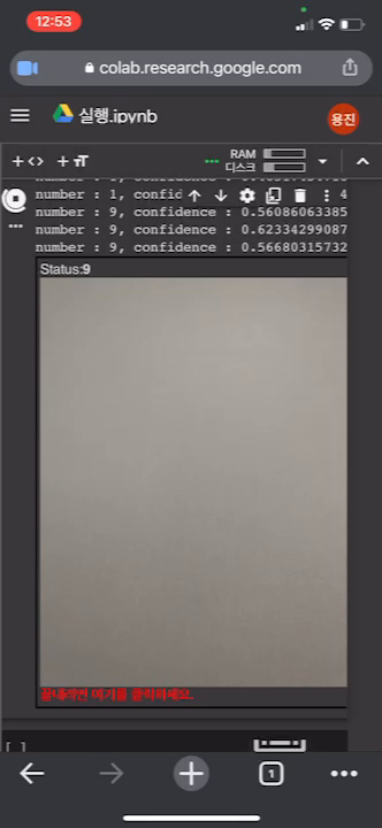 12:53
colab.research.google.com
실행.ipynb
용진
RAM
디스크
number : 1, confid
number : 9, confidence : 0.56086063385
number : 9, confidence : 0.62334299087
number : 9, confidence : 0.56680315732
Status:9
끝내려면 여기를 클릭하세요.
[ ]
1